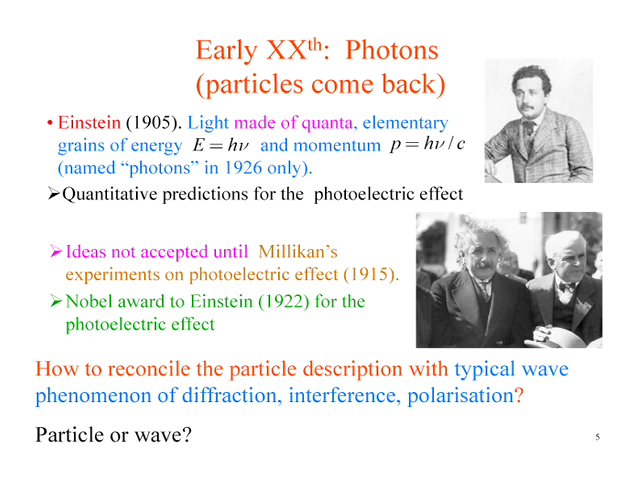 Early XXth: Photons
(particles come back)
• Einstein (1905). Light made of quanta, elementary
grains of energy E = hν and momentum p = hν / c
(named “photons” in 1926 only).
➢Quantitative predictions for the photoelectric effect
➢Ideas not accepted until Millikan’s
experiments on photoelectric effect (1915).
➢Nobel award to Einstein (1922) for the
photoelectric effect
How to reconcile the particle description with typical wave
phenomenon of diffraction, interference, polarisation?
Particle or wave?
5